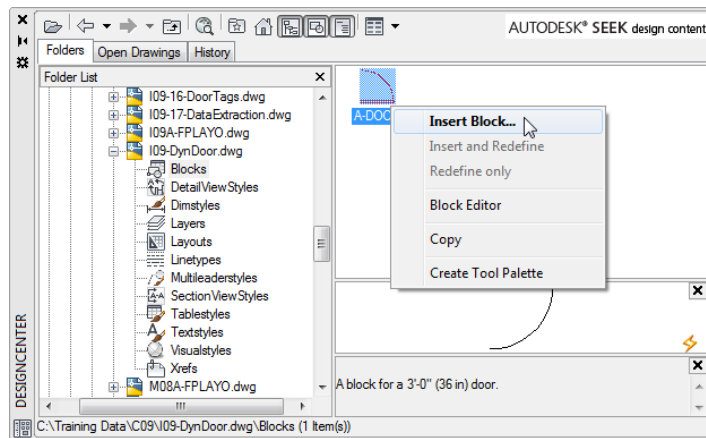 AUTODESK® SEEK design content
Folders Open Drawings History
Folder List
I09-16-DoorTags.dwg
I09-17-DataExtraction.dwg
I09A-FPLAYO.dwg
I09-DynDoor.dwg
Blocks
DetailViewStyles
Dimstyles
Layers
Layouts
Linetypes
Multileaderstyles
SectionViewStyles
Tablestyles
Textstyles
Visualstyles
Xrefs
M08A-FPLAYO.dwg
A-DOO
Insert Block...
Insert and Redefine
Redefine only
Block Editor
Copy
Create Tool Palette
A block for a 3'-0" (36 in) door.
DESIGNCENTER
C:\Training Data\C09\I09-DynDoor.dwg\Blocks (1 Item(s))